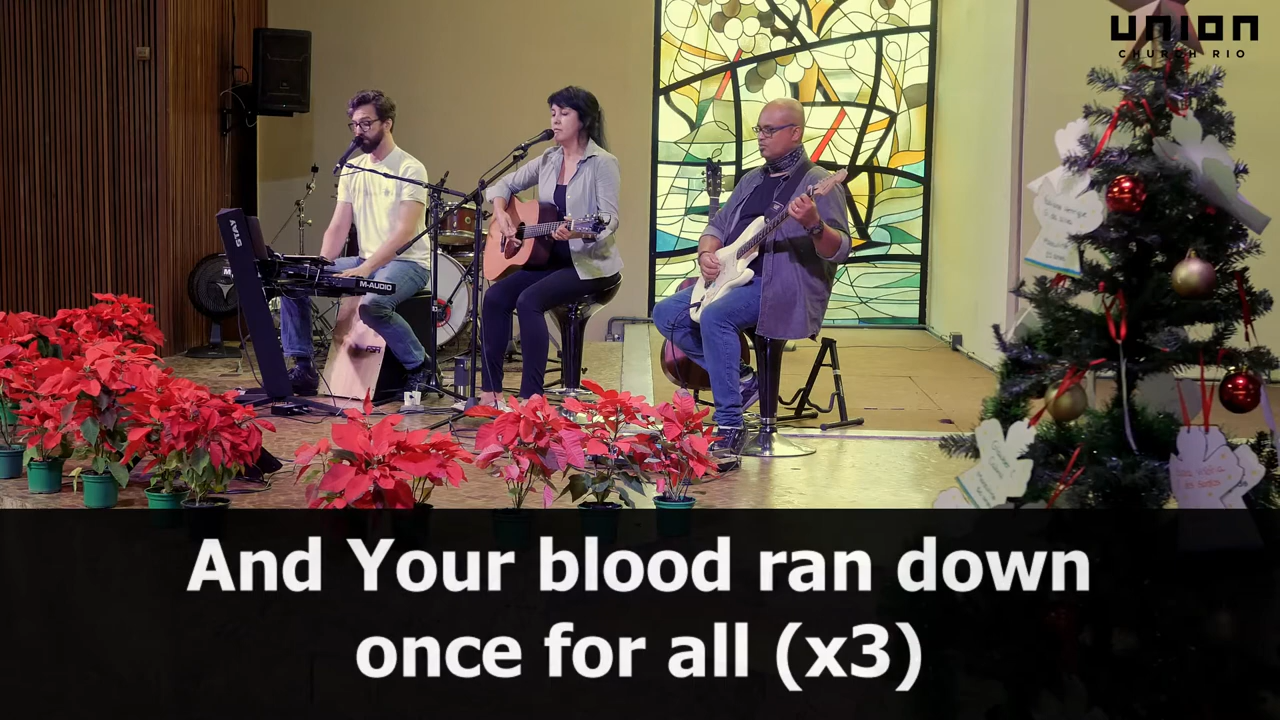 UNION
CHURCH RIO
STAY
M-AUDIO
And Your blood ran down
once for all (x3)